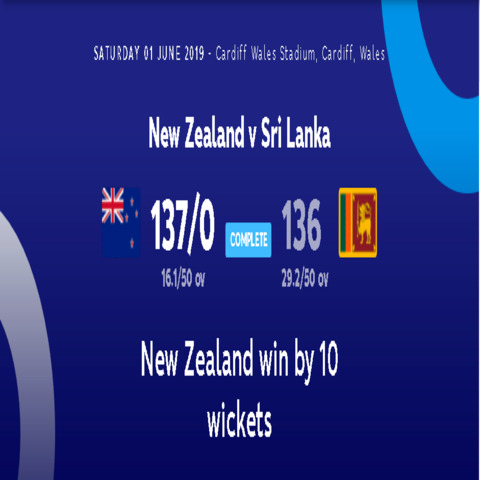 SATURDAY 01 JUNE 2019 - Cardiff Wales Stadium, Cardiff, Wales
New Zealand v Sri Lanka
137/0 COMPLETE 136
16.1/50 ov 29.2/50 ov
New Zealand win by 10
wickets